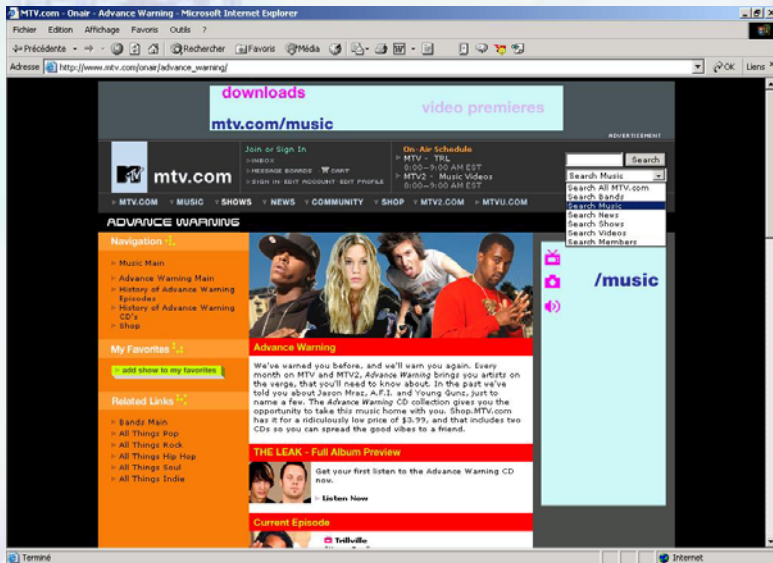 MTV.com - Onair - Advance Warning - Microsoft Internet Explorer
Fichier Edition Affichage Favoris Outils ?
Précédente Rechercher Favoris Média
Adresse http://www.mtv.com/onair/advance_warning/ OK Liens
downloads
video premieres
mtv.com/music
ADVERTISEMENT
MTV mtv.com
Join or Sign In
INBOX
MESSAGE BOARDS · CART
SIGN IN·EDIT ACCOUNT·EDIT PROFILE
On-Air Schedule
MTV - TRL
8:00-9:00 AM EST
MTV2 - Music Videos
8:00-9:00 AM EST
Search
Search Music
Search All MTV.com
Search Bands
Search Music
Search News
Search Shows
Search Videos
Search Members
MTV.COM MUSIC SHOWS NEWS COMMUNITY SHOP MTV2.COM MTVU.COM
ADVANCE WARNING
Navigation
Music Main
Advance Warning Main
History of Advance Warning
Episodes
History of Advance Warning
CD's
Shop
My Favorites
add show to my favorites
Related Links
Bands Main
All Things Pop
All Things Rock
All Things Hip Hop
All Things Soul
All Things Indie
Advance Warning
We've warned you before, and we'll warn you again. Every
month on MTV and MTV2, Advance Warning brings you artists on
the verge, that you'll need to know about. In the past we've
told you about Jason Mraz, A.F.I. and Young Gunz, just to
name a few. The Advance Warning CD collection gives you the
opportunity to take this music home with you. Shop.MTV.com
has it for a ridiculously low price of $3.99, and that includes two
CDs so you can spread the good vibes to a friend.
THE LEAK - Full Album Preview
Get your first listen to the Advance Warning CD
now.
Listen Now
Current Episode
Trillville
/music
Terminé
Internet